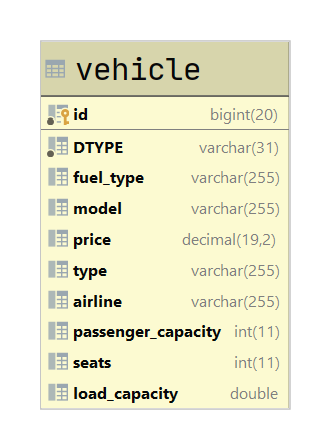 vehicle
id bigint(20)
DTYPE varchar(31)
fuel_type varchar(255)
model varchar(255)
price decimal(19,2)
type varchar(255)
airline varchar(255)
passenger_capacity int(11)
seats int(11)
load_capacity double